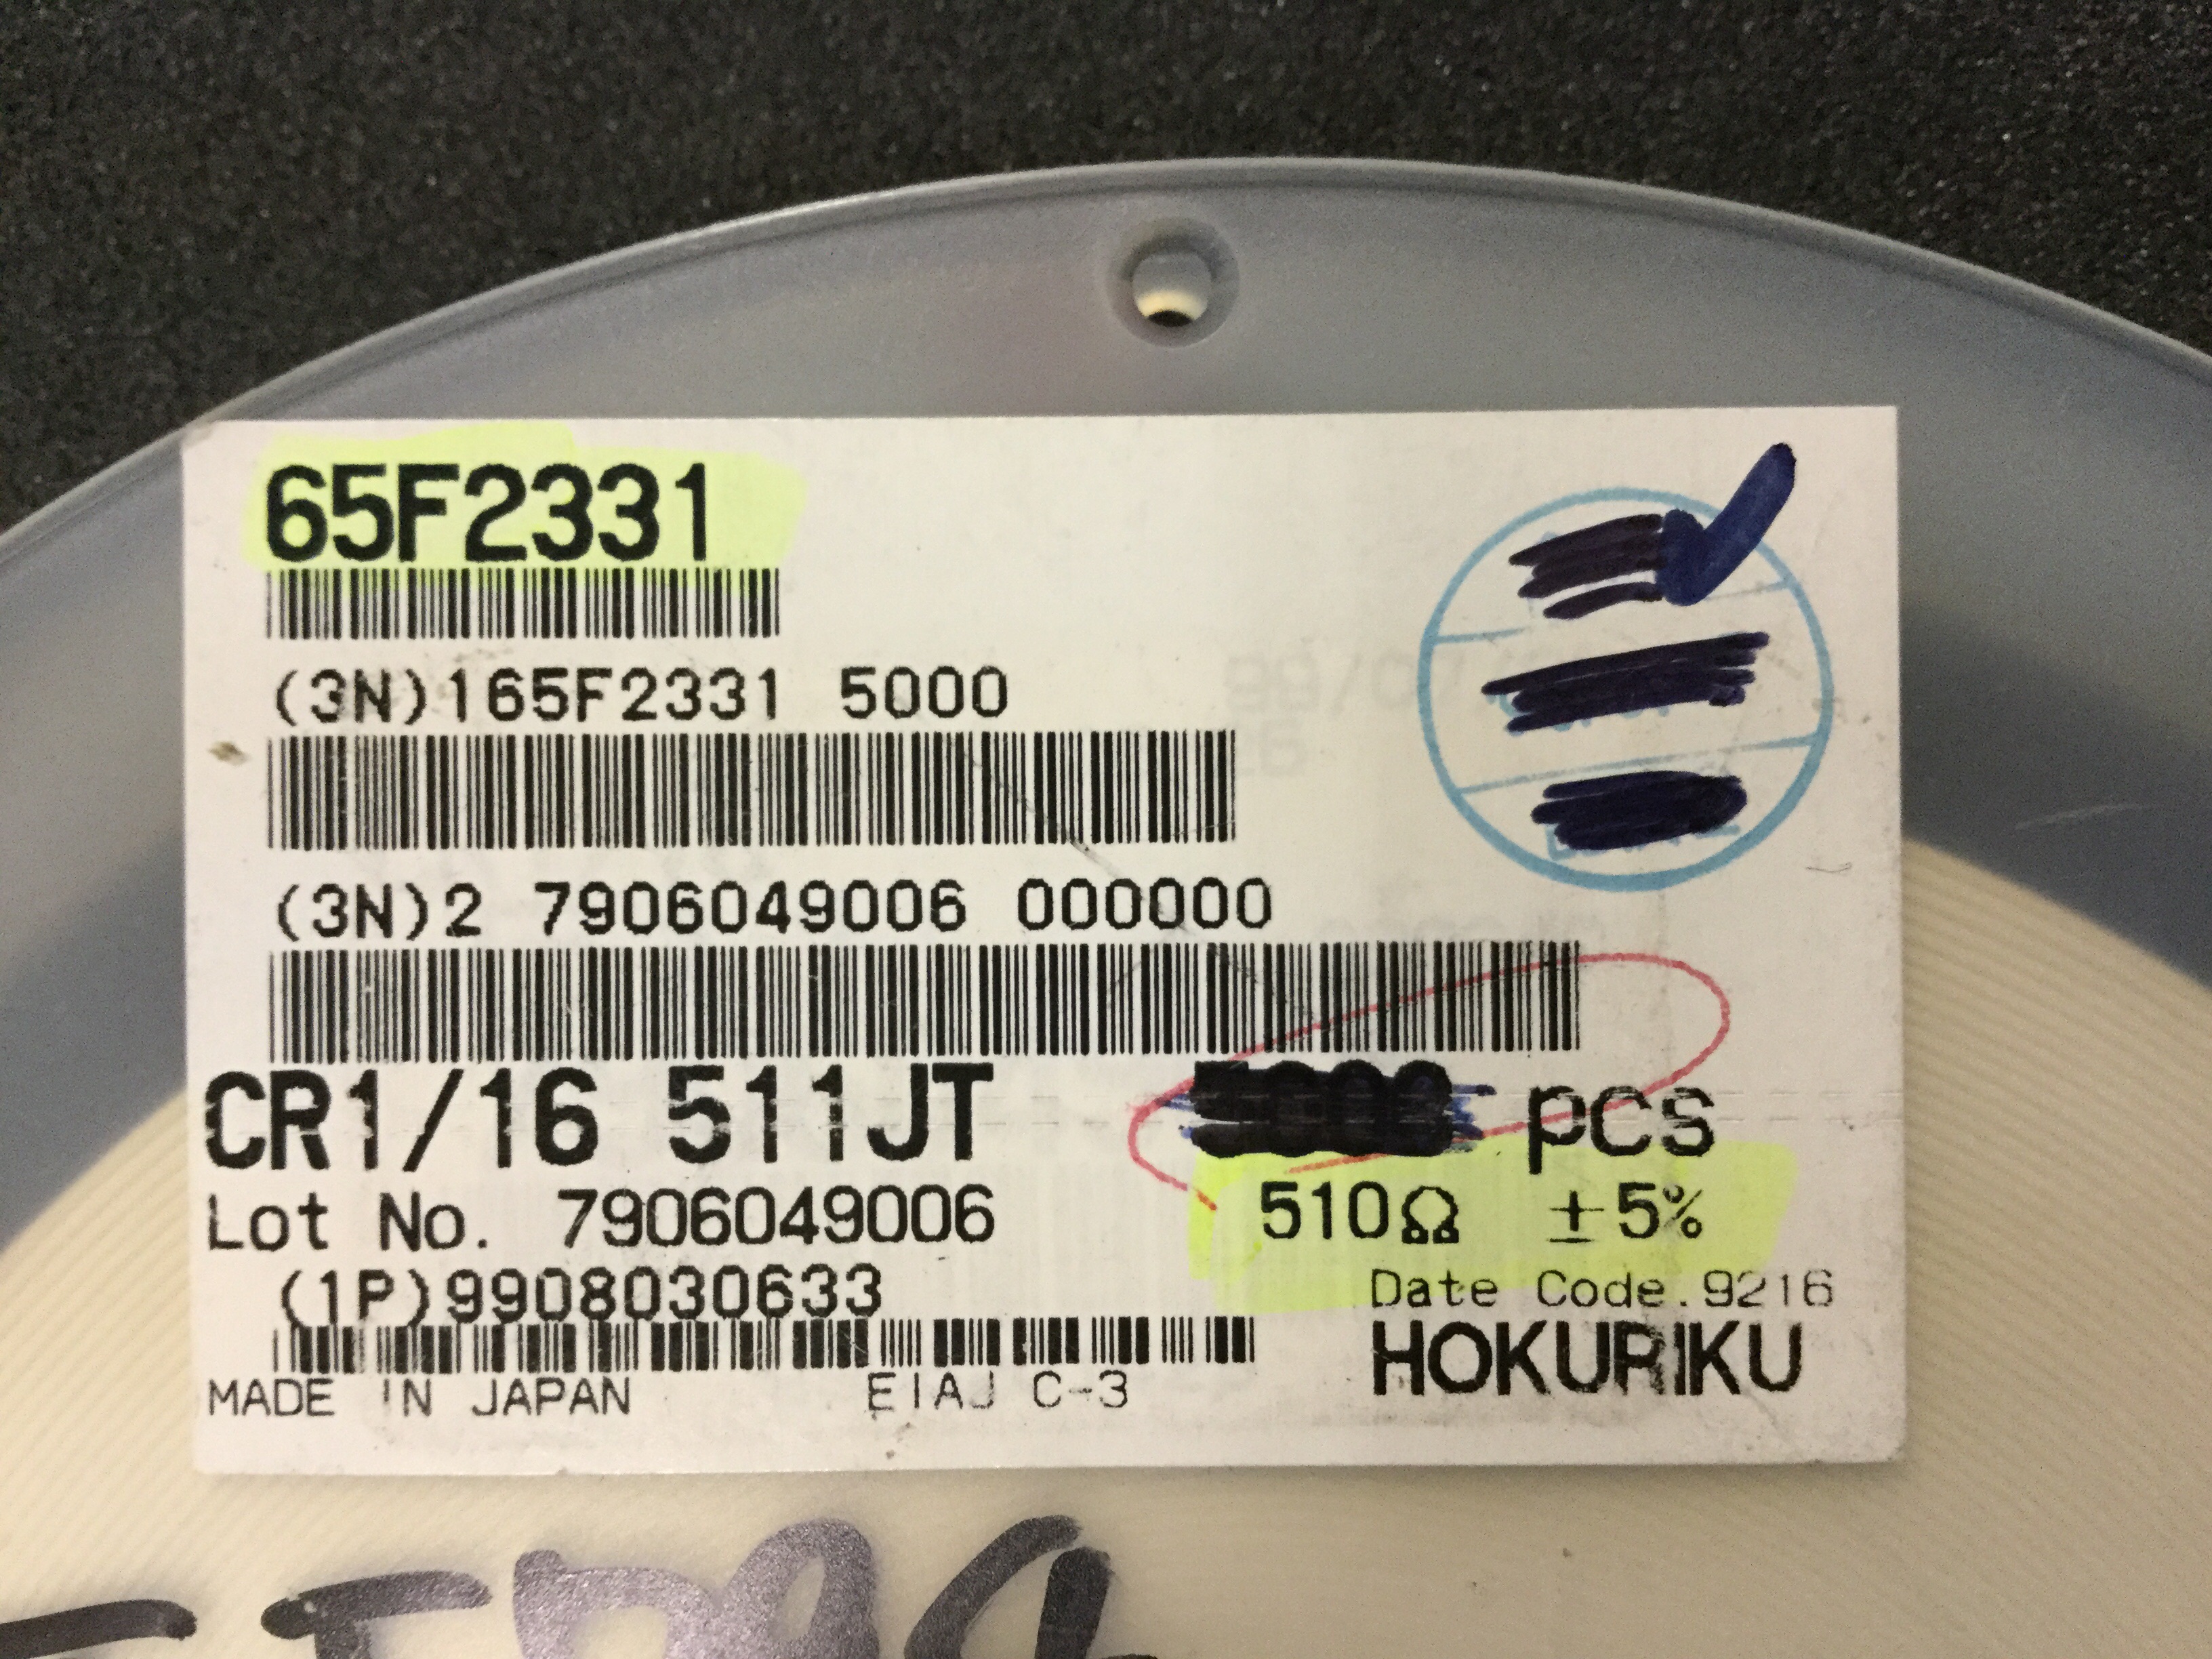 65F2331
(3N)165F2331 5000
(3N)2 7906049006 000000
CR1/16 511JT pcs
Lot No. 7906049006 510Ω ±5%
(1P)9908030633 Date Code.9216
HOKURIKU
MADE IN JAPAN EIAJ C-3